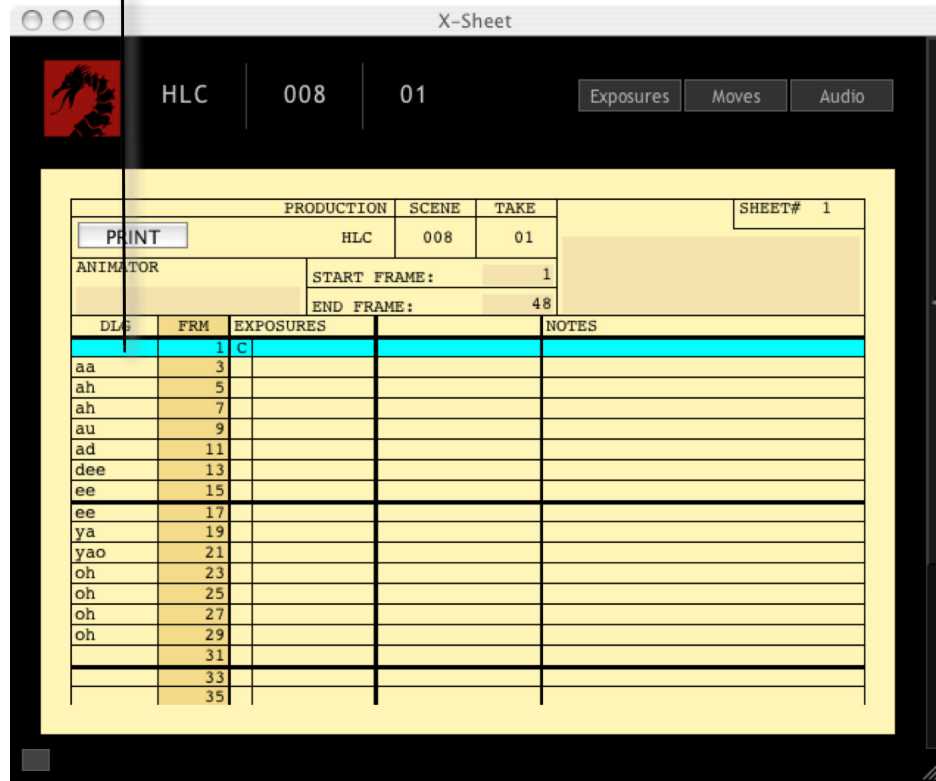 X-Sheet
HLC 008 01 Exposures Moves Audio
PRODUCTION SCENE TAKE SHEET# 1
PRINT HLC 008 01
ANIMATOR
START FRAME: 1
END FRAME: 48
DLG FRM EXPOSURES NOTES
1 C
aa 3
ah 5
ah 7
au 9
ad 11
dee 13
ee 15
ee 17
ya 19
yao 21
oh 23
oh 25
oh 27
oh 29
31
33
35